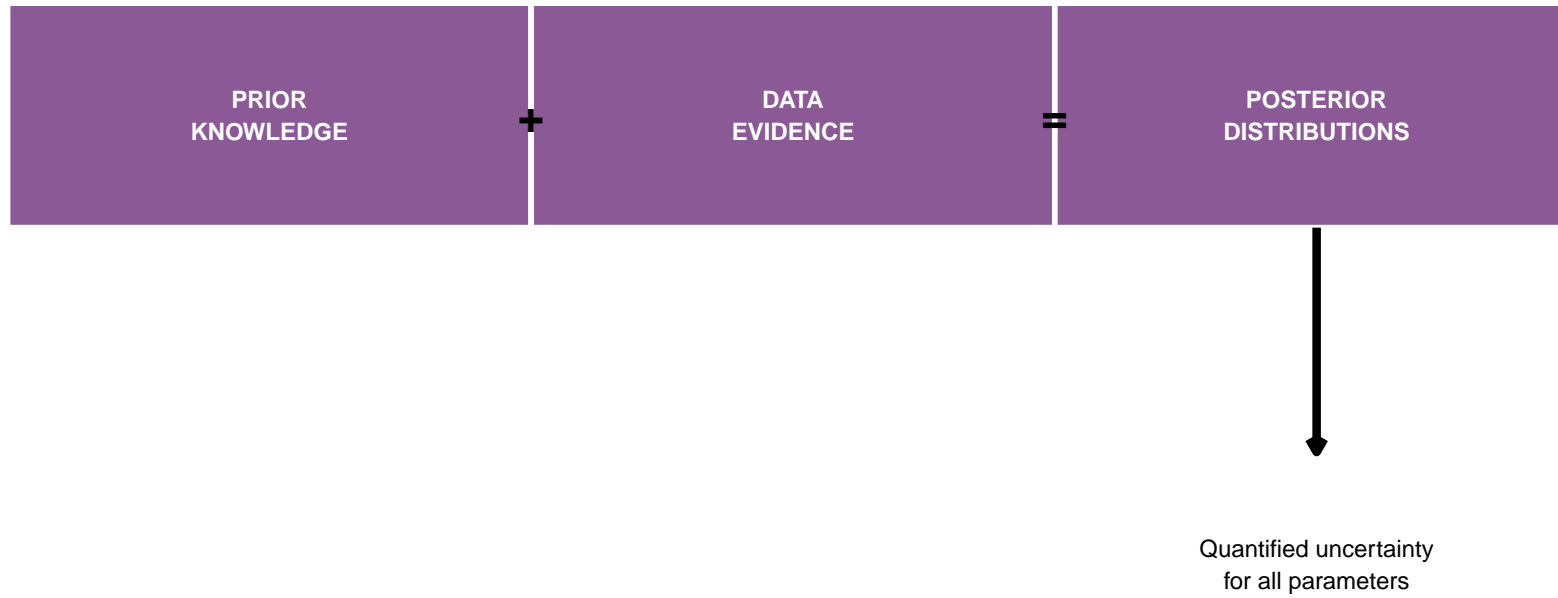 PRIOR
KNOWLEDGE
+
DATA
EVIDENCE
=
POSTERIOR
DISTRIBUTIONS
Quantified uncertainty
for all parameters